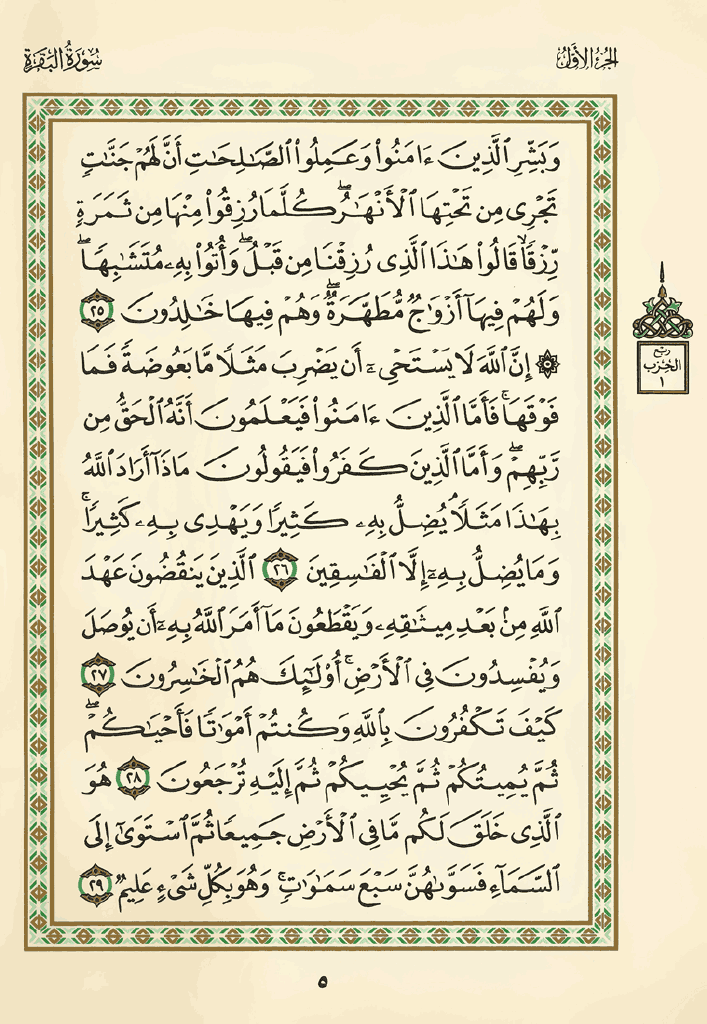 الجزء الأول
سورة البقرة
وَبَشِّرِ ٱلَّذِينَ ءَامَنُوا۟ وَعَمِلُوا۟ ٱلصَّـٰلِحَـٰتِ أَنَّ لَهُمْ جَنَّـٰتٍ
تَجْرِى مِن تَحْتِهَا ٱلْأَنْهَـٰرُ ۖ كُلَّمَا رُزِقُوا۟ مِنْهَا مِن ثَمَرَةٍ
رِّزْقًا ۙ قَالُوا۟ هَـٰذَا ٱلَّذِى رُزِقْنَا مِن قَبْلُ ۖ وَأُتُوا۟ بِهِۦ مُتَشَـٰبِهًا ۖ
وَلَهُمْ فِيهَآ أَزْوَٰجٌ مُّطَهَّرَةٌ ۖ وَهُمْ فِيهَا خَـٰلِدُونَ ٢٥
۞ إِنَّ ٱللَّهَ لَا يَسْتَحْىِۦٓ أَن يَضْرِبَ مَثَلًا مَّا بَعُوضَةً فَمَا
فَوْقَهَا ۚ فَأَمَّا ٱلَّذِينَ ءَامَنُوا۟ فَيَعْلَمُونَ أَنَّهُ ٱلْحَقُّ مِن
رَّبِّهِمْ ۖ وَأَمَّا ٱلَّذِينَ كَفَرُوا۟ فَيَقُولُونَ مَاذَآ أَرَادَ ٱللَّهُ
بِهَـٰذَا مَثَلًا ۘ يُضِلُّ بِهِۦ كَثِيرًا وَيَهْدِى بِهِۦ كَثِيرًا ۚ
وَمَا يُضِلُّ بِهِۦٓ إِلَّا ٱلْفَـٰسِقِينَ ٢٦ ٱلَّذِينَ يَنقُضُونَ عَهْدَ
ٱللَّهِ مِنۢ بَعْدِ مِيثَـٰقِهِۦ وَيَقْطَعُونَ مَآ أَمَرَ ٱللَّهُ بِهِۦٓ أَن يُوصَلَ
وَيُفْسِدُونَ فِى ٱلْأَرْضِ ۚ أُو۟لَـٰٓئِكَ هُمُ ٱلْخَـٰسِرُونَ ٢٧
كَيْفَ تَكْفُرُونَ بِٱللَّهِ وَكُنتُمْ أَمْوَٰتًا فَأَحْيَـٰكُمْ ۖ
ثُمَّ يُمِيتُكُمْ ثُمَّ يُحْيِيكُمْ ثُمَّ إِلَيْهِ تُرْجَعُونَ ٢٨ هُوَ
ٱلَّذِى خَلَقَ لَكُم مَّا فِى ٱلْأَرْضِ جَمِيعًا ثُمَّ ٱسْتَوَىٰٓ إِلَى
ٱلسَّمَآءِ فَسَوَّىٰهُنَّ سَبْعَ سَمَـٰوَٰتٍ ۚ وَهُوَ بِكُلِّ شَىْءٍ عَلِيمٌ ٢٩
ربع
الحزب
١
٥